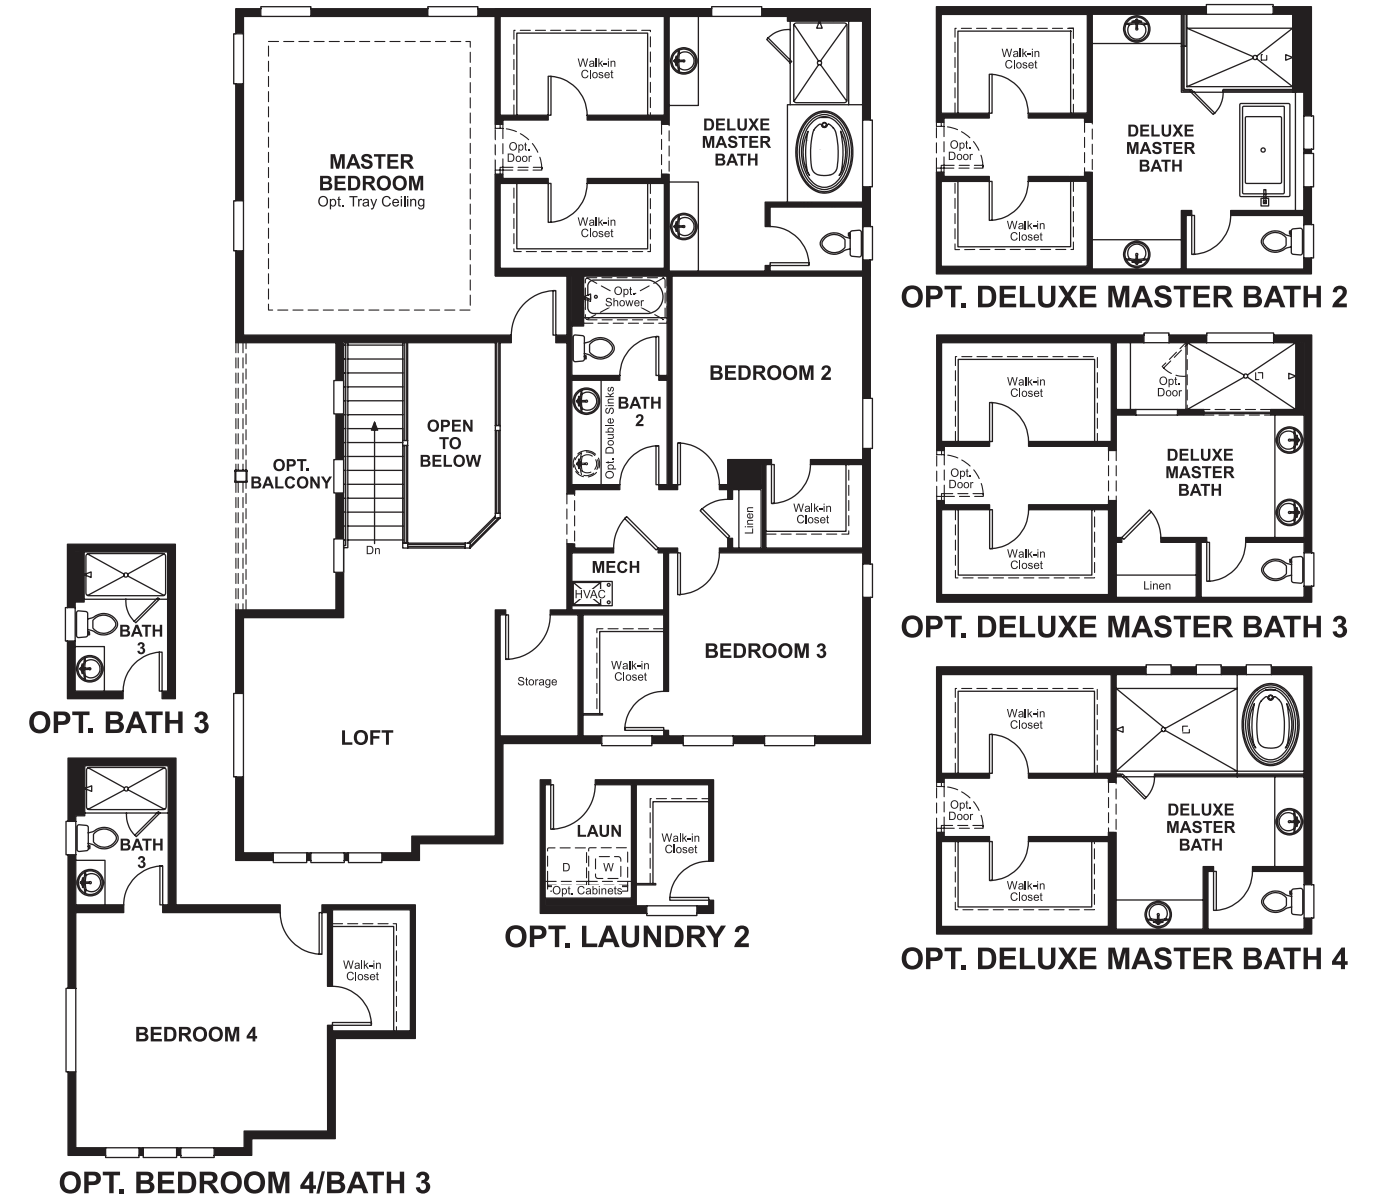 MASTER
BEDROOM
Opt. Tray Ceiling
Walk-in
Closet
Opt.
Door
Walk-in
Closet
DELUXE
MASTER
BATH
Opt.
Shower
BEDROOM 2
BATH
2
Opt. Double Sinks
OPEN
TO
BELOW
OPT.
BALCONY
Dn
Linen
Walk-in
Closet
MECH
HVAC
BEDROOM 3
Walk-in
Closet
Storage
LOFT
BATH
3
OPT. BATH 3
BATH
3
BEDROOM 4
Walk-in
Closet
OPT. BEDROOM 4/BATH 3
LAUN
D
W
Opt. Cabinets
Walk-in
Closet
OPT. LAUNDRY 2
Walk-in
Closet
Opt.
Door
Walk-in
Closet
DELUXE
MASTER
BATH
OPT. DELUXE MASTER BATH 2
Walk-in
Closet
Opt.
Door
Walk-in
Closet
Opt.
Door
DELUXE
MASTER
BATH
Linen
OPT. DELUXE MASTER BATH 3
Walk-in
Closet
Opt.
Door
Walk-in
Closet
DELUXE
MASTER
BATH
OPT. DELUXE MASTER BATH 4